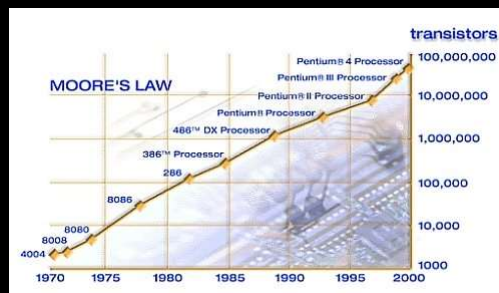 transistors
100,000,000
Pentium® 4 Processor
Pentium® III Processor
MOORE'S LAW
10,000,000
Pentium® II Processor
Pentium® Processor
486™ DX Processor
1,000,000
386™ Processor
286
100,000
8086
10,000
8080
8008
4004
1000
1970 1975 1980 1985 1990 1995 2000